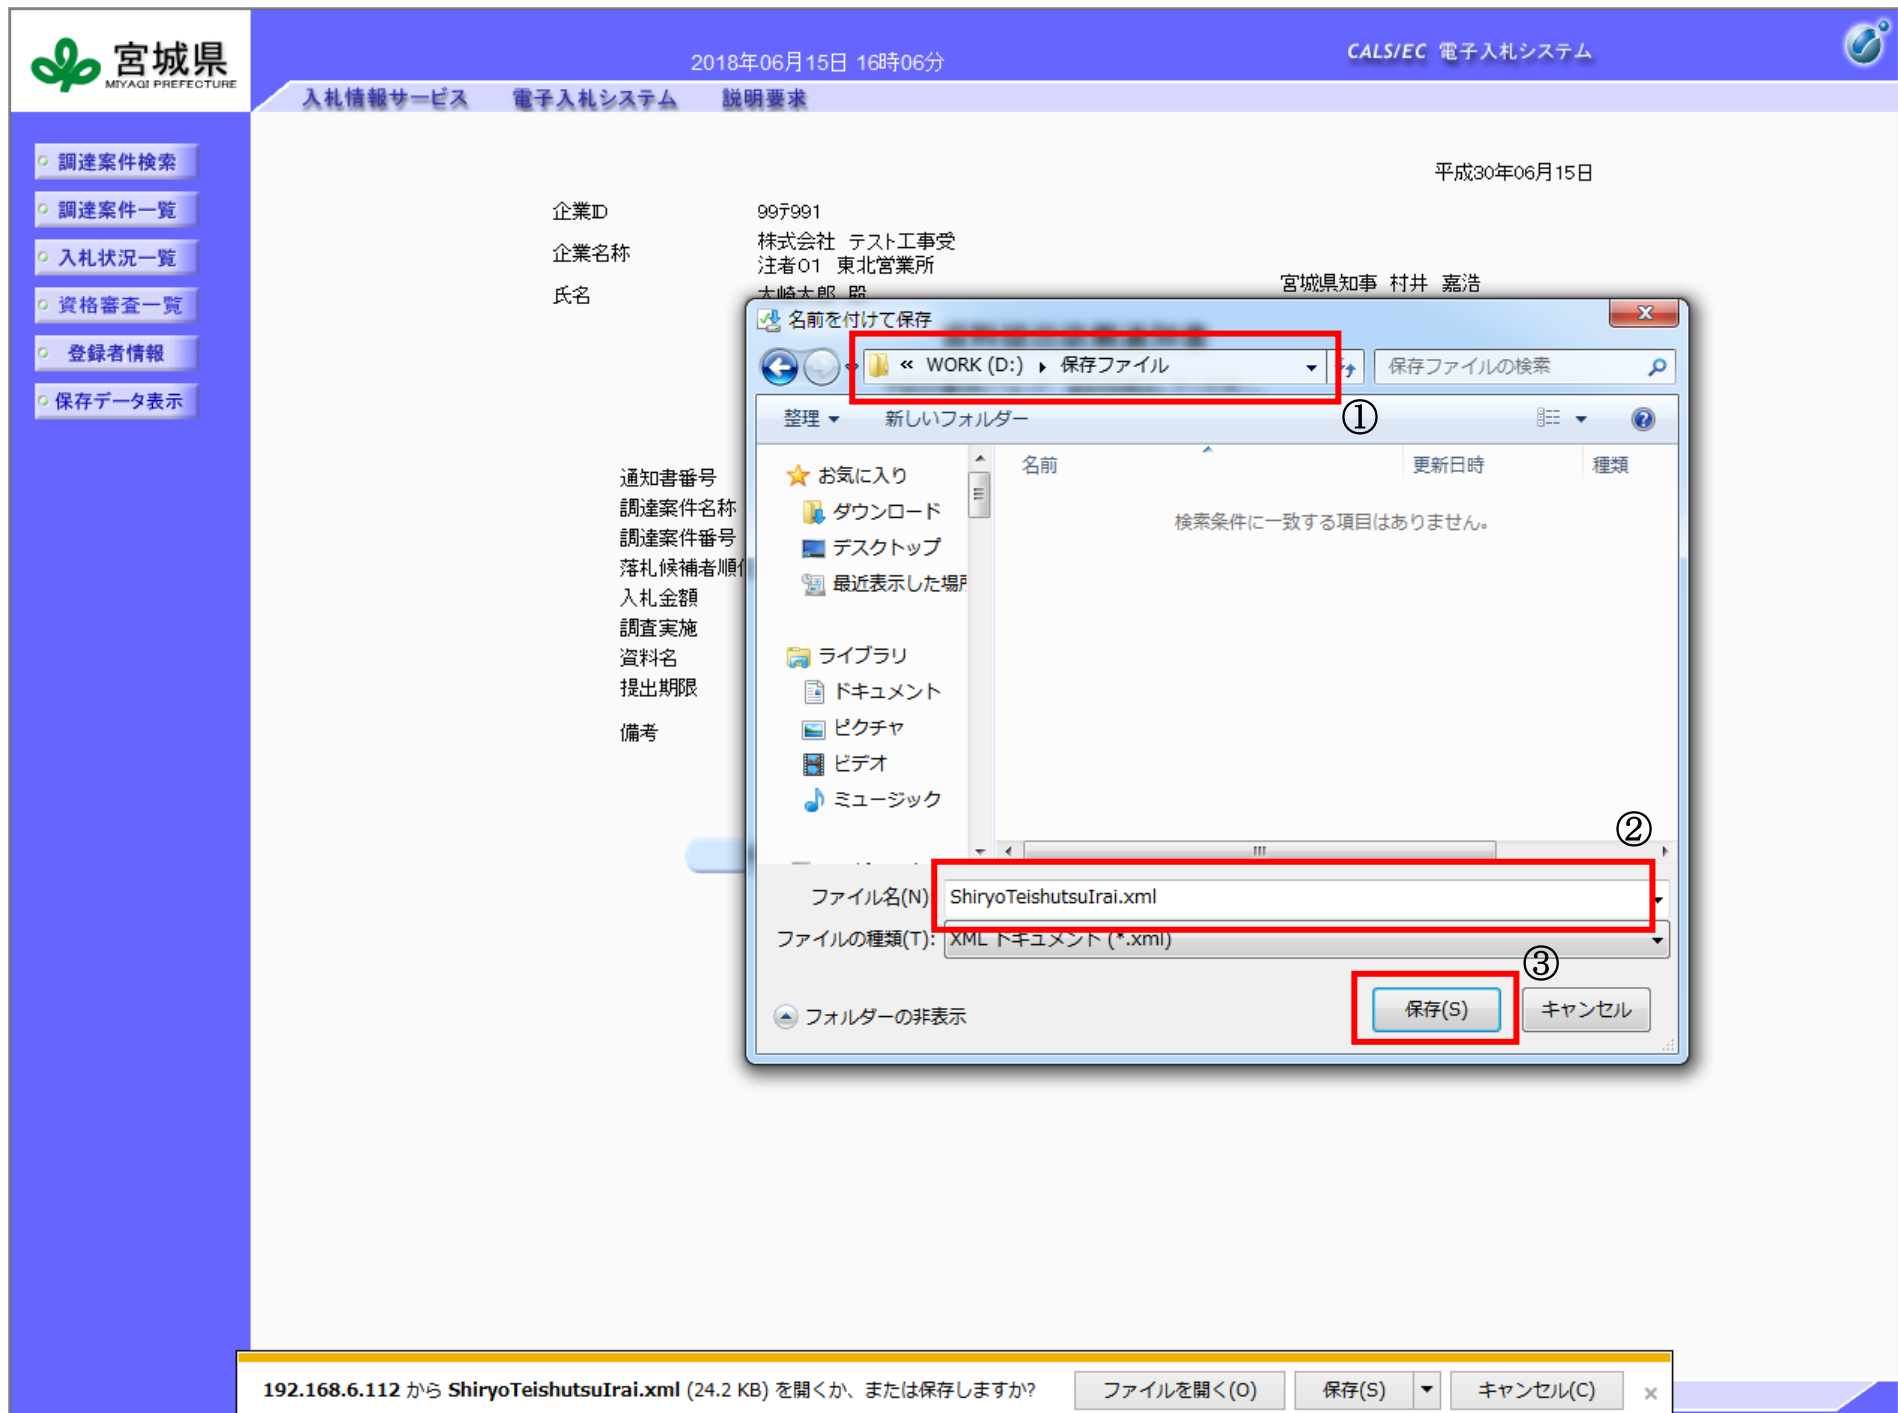 宮城県
MIYAGI PREFECTURE
2018年06月15日 16時06分
CALS/EC 電子入札システム
入札情報サービス 電子入札システム 説明要求
調達案件検索
調達案件一覧
入札状況一覧
資格審査一覧
登録者情報
保存データ表示
平成30年06月15日
企業ID 997991
企業名称 株式会社 テスト工事受
注者01 東北営業所
氏名 大崎太郎 殿
宮城県知事 村井 嘉浩
通知書番号
調達案件名称
調達案件番号
落札候補者順
入札金額
調査実施
資料名
提出期限
備考
名前を付けて保存
« WORK (D:) ▸ 保存ファイル
保存ファイルの検索
①
整理 ▼ 新しいフォルダー
お気に入り
ダウンロード
デスクトップ
最近表示した場所
ライブラリ
ドキュメント
ピクチャ
ビデオ
ミュージック
名前 更新日時 種類
検索条件に一致する項目はありません。
②
ファイル名(N): ShiryoTeishutsuIrai.xml
ファイルの種類(T): XML ドキュメント (*.xml)
③
フォルダーの非表示
保存(S) キャンセル
192.168.6.112 から ShiryoTeishutsuIrai.xml (24.2 KB) を開くか、または保存しますか?
ファイルを開く(O) 保存(S) ▼ キャンセル(C) ×